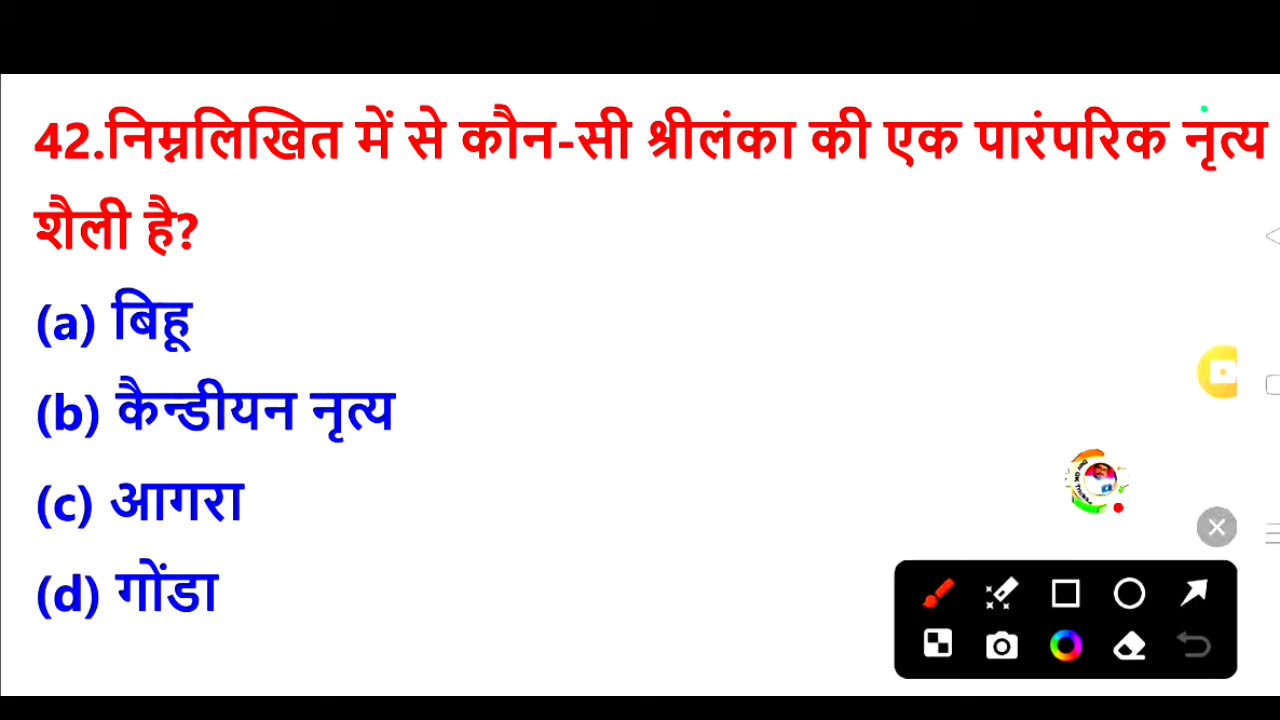 42.निम्नलिखित में से कौन-सी श्रीलंका की एक पारंपरिक नृत्य
शैली है?
(a) बिहू
(b) कैन्डीयन नृत्य
(c) आगरा
(d) गोंडा